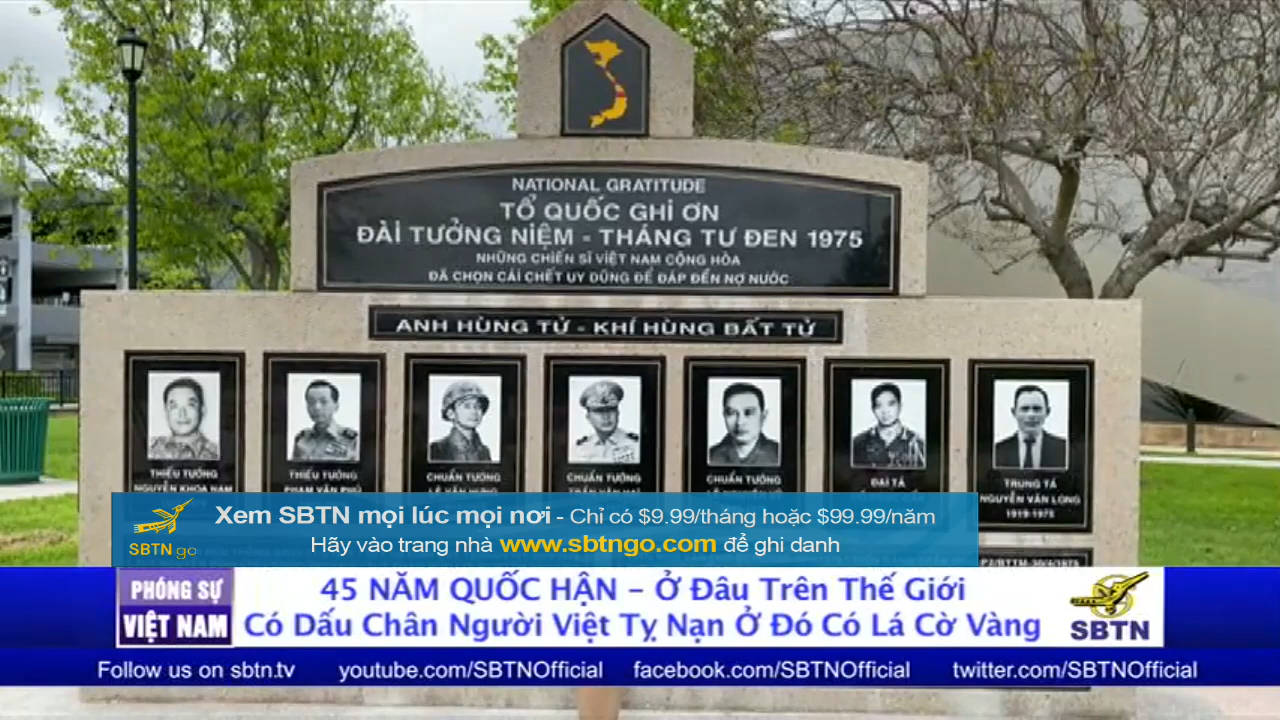 NATIONAL GRATITUDE
TỔ QUỐC GHI ƠN
ĐÀI TƯỞNG NIỆM - THÁNG TƯ ĐEN 1975
NHỮNG CHIẾN SĨ VIỆT NAM CỘNG HÒA
ĐÃ CHỌN CÁI CHẾT UY DŨNG ĐỂ ĐÁP ĐỀN NỢ NƯỚC
ANH HÙNG TỬ - KHÍ HÙNG BẤT TỬ
THIẾU TƯỚNG
NGUYỄN KHOA NAM
THIẾU TƯỚNG
PHẠM VĂN PHÚ
CHUẨN TƯỚNG
CHUẨN TƯỚNG
CHUẨN TƯỚNG
ĐẠI TÁ
TRUNG TÁ
NGUYỄN VĂN LONG
1919-1975
Xem SBTN mọi lúc mọi nơi - Chỉ có $9.99/tháng hoặc $99.99/năm
Hãy vào trang nhà www.sbtngo.com để ghi danh
SBTN go
PHÓNG SỰ
VIỆT NAM
45 NĂM QUỐC HẬN – Ở Đâu Trên Thế Giới
Có Dấu Chân Người Việt Tỵ Nạn Ở Đó Có Lá Cờ Vàng
SBTN
Follow us on sbtn.tv youtube.com/SBTNOfficial facebook.com/SBTNOfficial twitter.com/SBTNOfficial